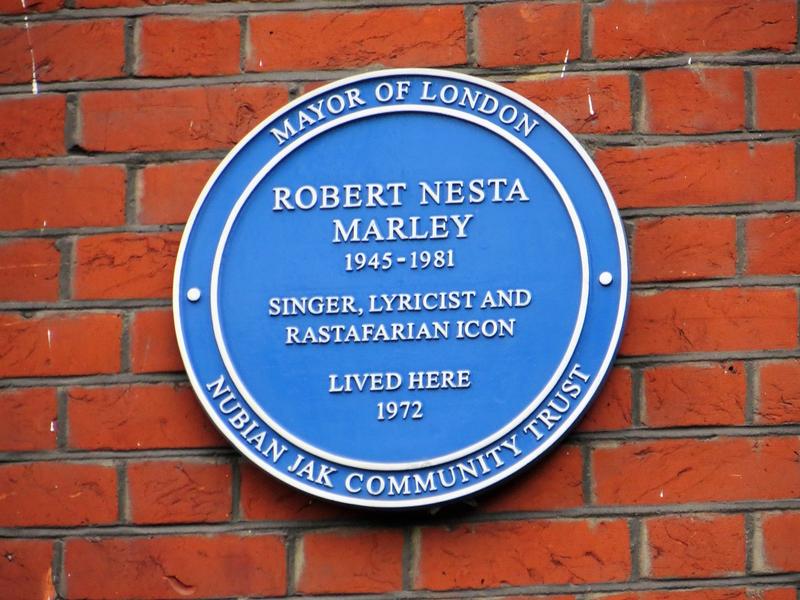 MAYOR OF LONDON
ROBERT NESTA
MARLEY
1945-1981
SINGER, LYRICIST AND
RASTAFARIAN ICON
LIVED HERE
1972
NUBIAN JAK COMMUNITY TRUST